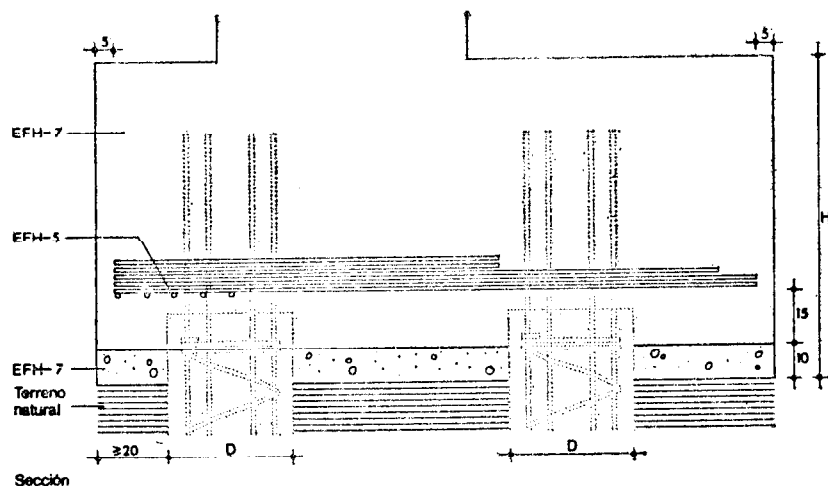 5
5
EFH-7
EFH-5
15
EFH-7
10
Terreno
natural
≥20
D
D
Sección